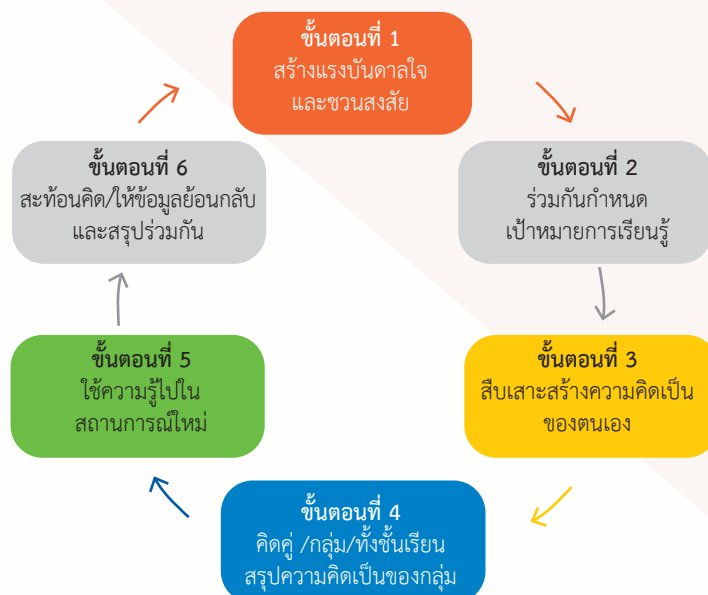 ขั้นตอนที่ 1
สร้างแรงบันดาลใจ
และชวนสงสัย
ขั้นตอนที่ 2
ร่วมกันกำหนด
เป้าหมายการเรียนรู้
ขั้นตอนที่ 3
สืบเสาะสร้างความคิดเป็น
ของตนเอง
ขั้นตอนที่ 4
คิดคู่ /กลุ่ม/ทั้งชั้นเรียน
สรุปความคิดเป็นของกลุ่ม
ขั้นตอนที่ 5
ใช้ความรู้ไปใน
สถานการณ์ใหม่
ขั้นตอนที่ 6
สะท้อนคิด/ให้ข้อมูลย้อนกลับ
และสรุปร่วมกัน